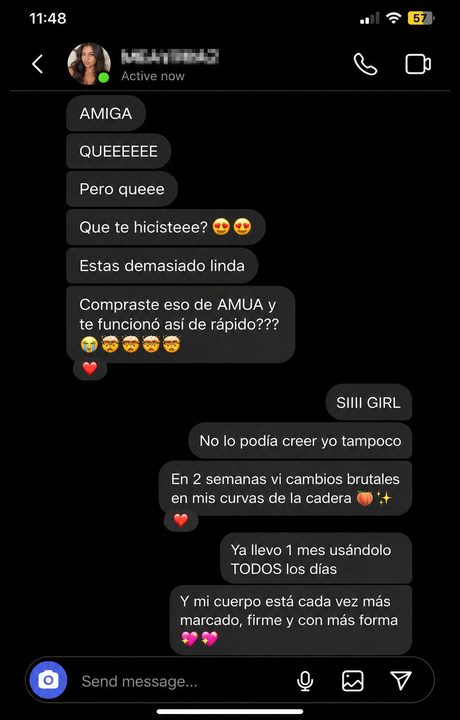 11:48
57
Active now
AMIGA
QUEEEEEE
Pero queee
Que te hicisteee? 😍😍
Estas demasiado linda
Compraste eso de AMUA y
te funcionó así de rápido???
😭🤯🤯🤯🤯
❤️
SIIII GIRL
No lo podía creer yo tampoco
En 2 semanas vi cambios brutales
en mis curvas de la cadera 🍑✨
❤️
Ya llevo 1 mes usándolo
TODOS los días
Y mi cuerpo está cada vez más
marcado, firme y con más forma
💖💖
Send message...